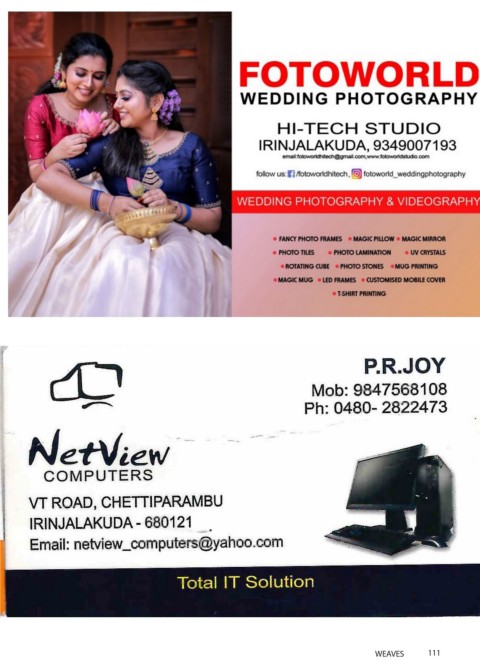 FOTOWORLD
WEDDING PHOTOGRAPHY
HI-TECH STUDIO
IRINJALAKUDA, 9349007193
email:fotoworldhitech@gmail.com,www.fotoworldstudio.com
follow us: /fotoworldhitech, fotoworld_weddingphotography
WEDDING PHOTOGRAPHY & VIDEOGRAPHY
FANCY PHOTO FRAMES MAGIC PILLOW MAGIC MIRROR
PHOTO TILES PHOTO LAMINATION UV CRYSTALS
ROTATING CUBE PHOTO STONES MUG PRINTING
MAGIC MUG LED FRAMES CUSTOMISED MOBILE COVER
T-SHIRT PRINTING
P.R.JOY
Mob: 9847568108
Ph: 0480- 2822473
NetView
COMPUTERS
VT ROAD, CHETTIPARAMBU
IRINJALAKUDA - 680121
Email: netview_computers@yahoo.com
Total IT Solution
WEAVES 111